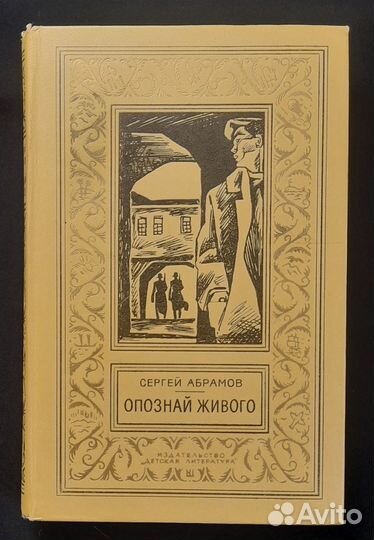 СЕРГЕЙ АБРАМОВ
ОПОЗНАЙ ЖИВОГО
ИЗДАТЕЛЬСТВО
„ДЕТСКАЯ ЛИТЕРАТУРА"
Avito